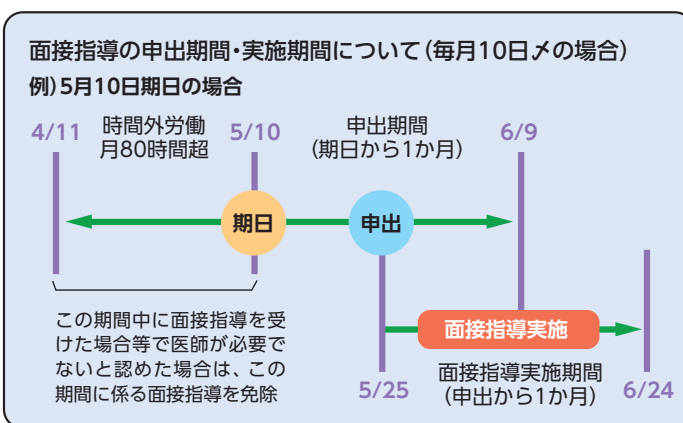 面接指導の申出期間・実施期間について（毎月10日〆の場合）
例）5月10日期日の場合
4/11
時間外労働
月80時間超
5/10
申出期間
（期日から1か月）
6/9
期日
申出
この期間中に面接指導を受
けた場合等で医師が必要で
ないと認めた場合は、この
期間に係る面接指導を免除
面接指導実施
5/25
面接指導実施期間
（申出から1か月）
6/24